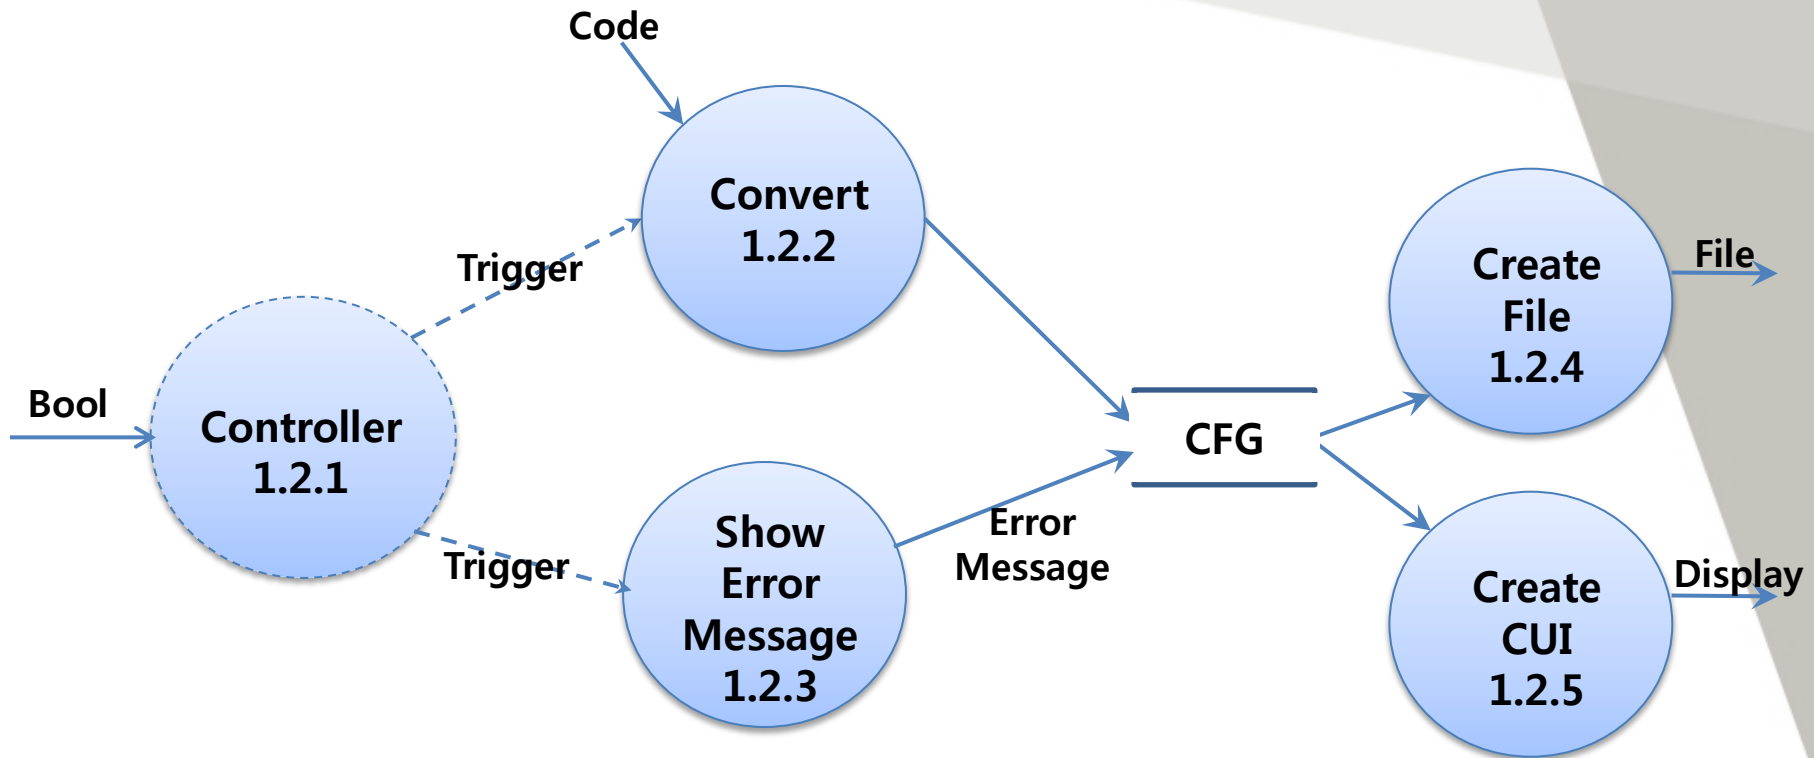 Code
Convert
1.2.2
Trigger
Bool
Controller
1.2.1
Trigger
Show
Error
Message
1.2.3
Error
Message
CFG
Create
File
1.2.4
File
Create
CUI
1.2.5
Display